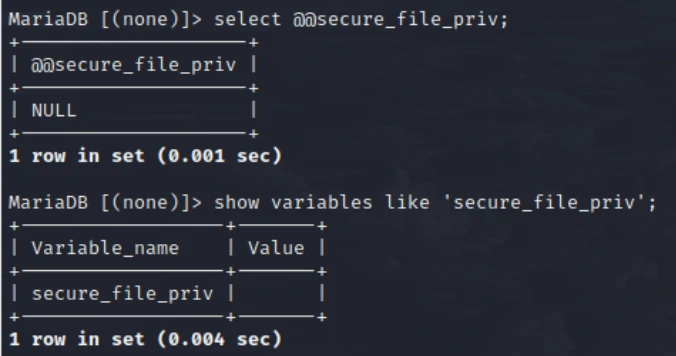 MariaDB [(none)]> select @@secure_file_priv;
+--------------------+
| @@secure_file_priv |
+--------------------+
| NULL               |
+--------------------+
1 row in set (0.001 sec)
MariaDB [(none)]> show variables like 'secure_file_priv';
+------------------+-------+
| Variable_name    | Value |
+------------------+-------+
| secure_file_priv |       |
+------------------+-------+
1 row in set (0.004 sec)